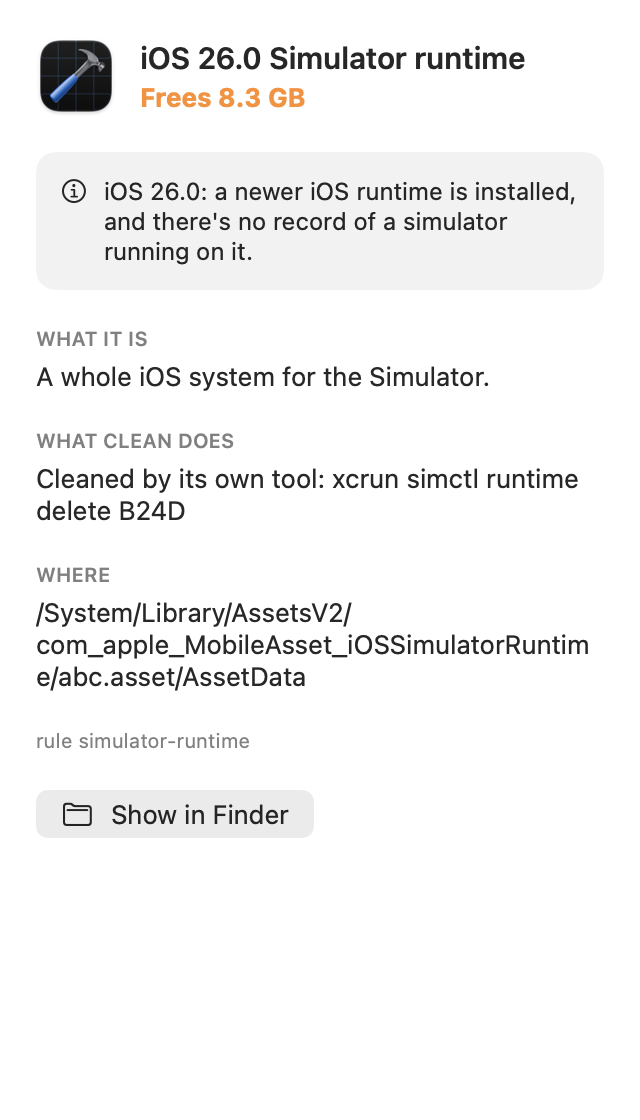 iOS 26.0 Simulator runtime
Frees 8.3 GB
iOS 26.0: a newer iOS runtime is installed,
and there's no record of a simulator
running on it.
WHAT IT IS
A whole iOS system for the Simulator.
WHAT CLEAN DOES
Cleaned by its own tool: xcrun simctl runtime
delete B24D
WHERE
/System/Library/AssetsV2/
com_apple_MobileAsset_iOSSimulatorRuntim
e/abc.asset/AssetData
rule simulator-runtime
Show in Finder